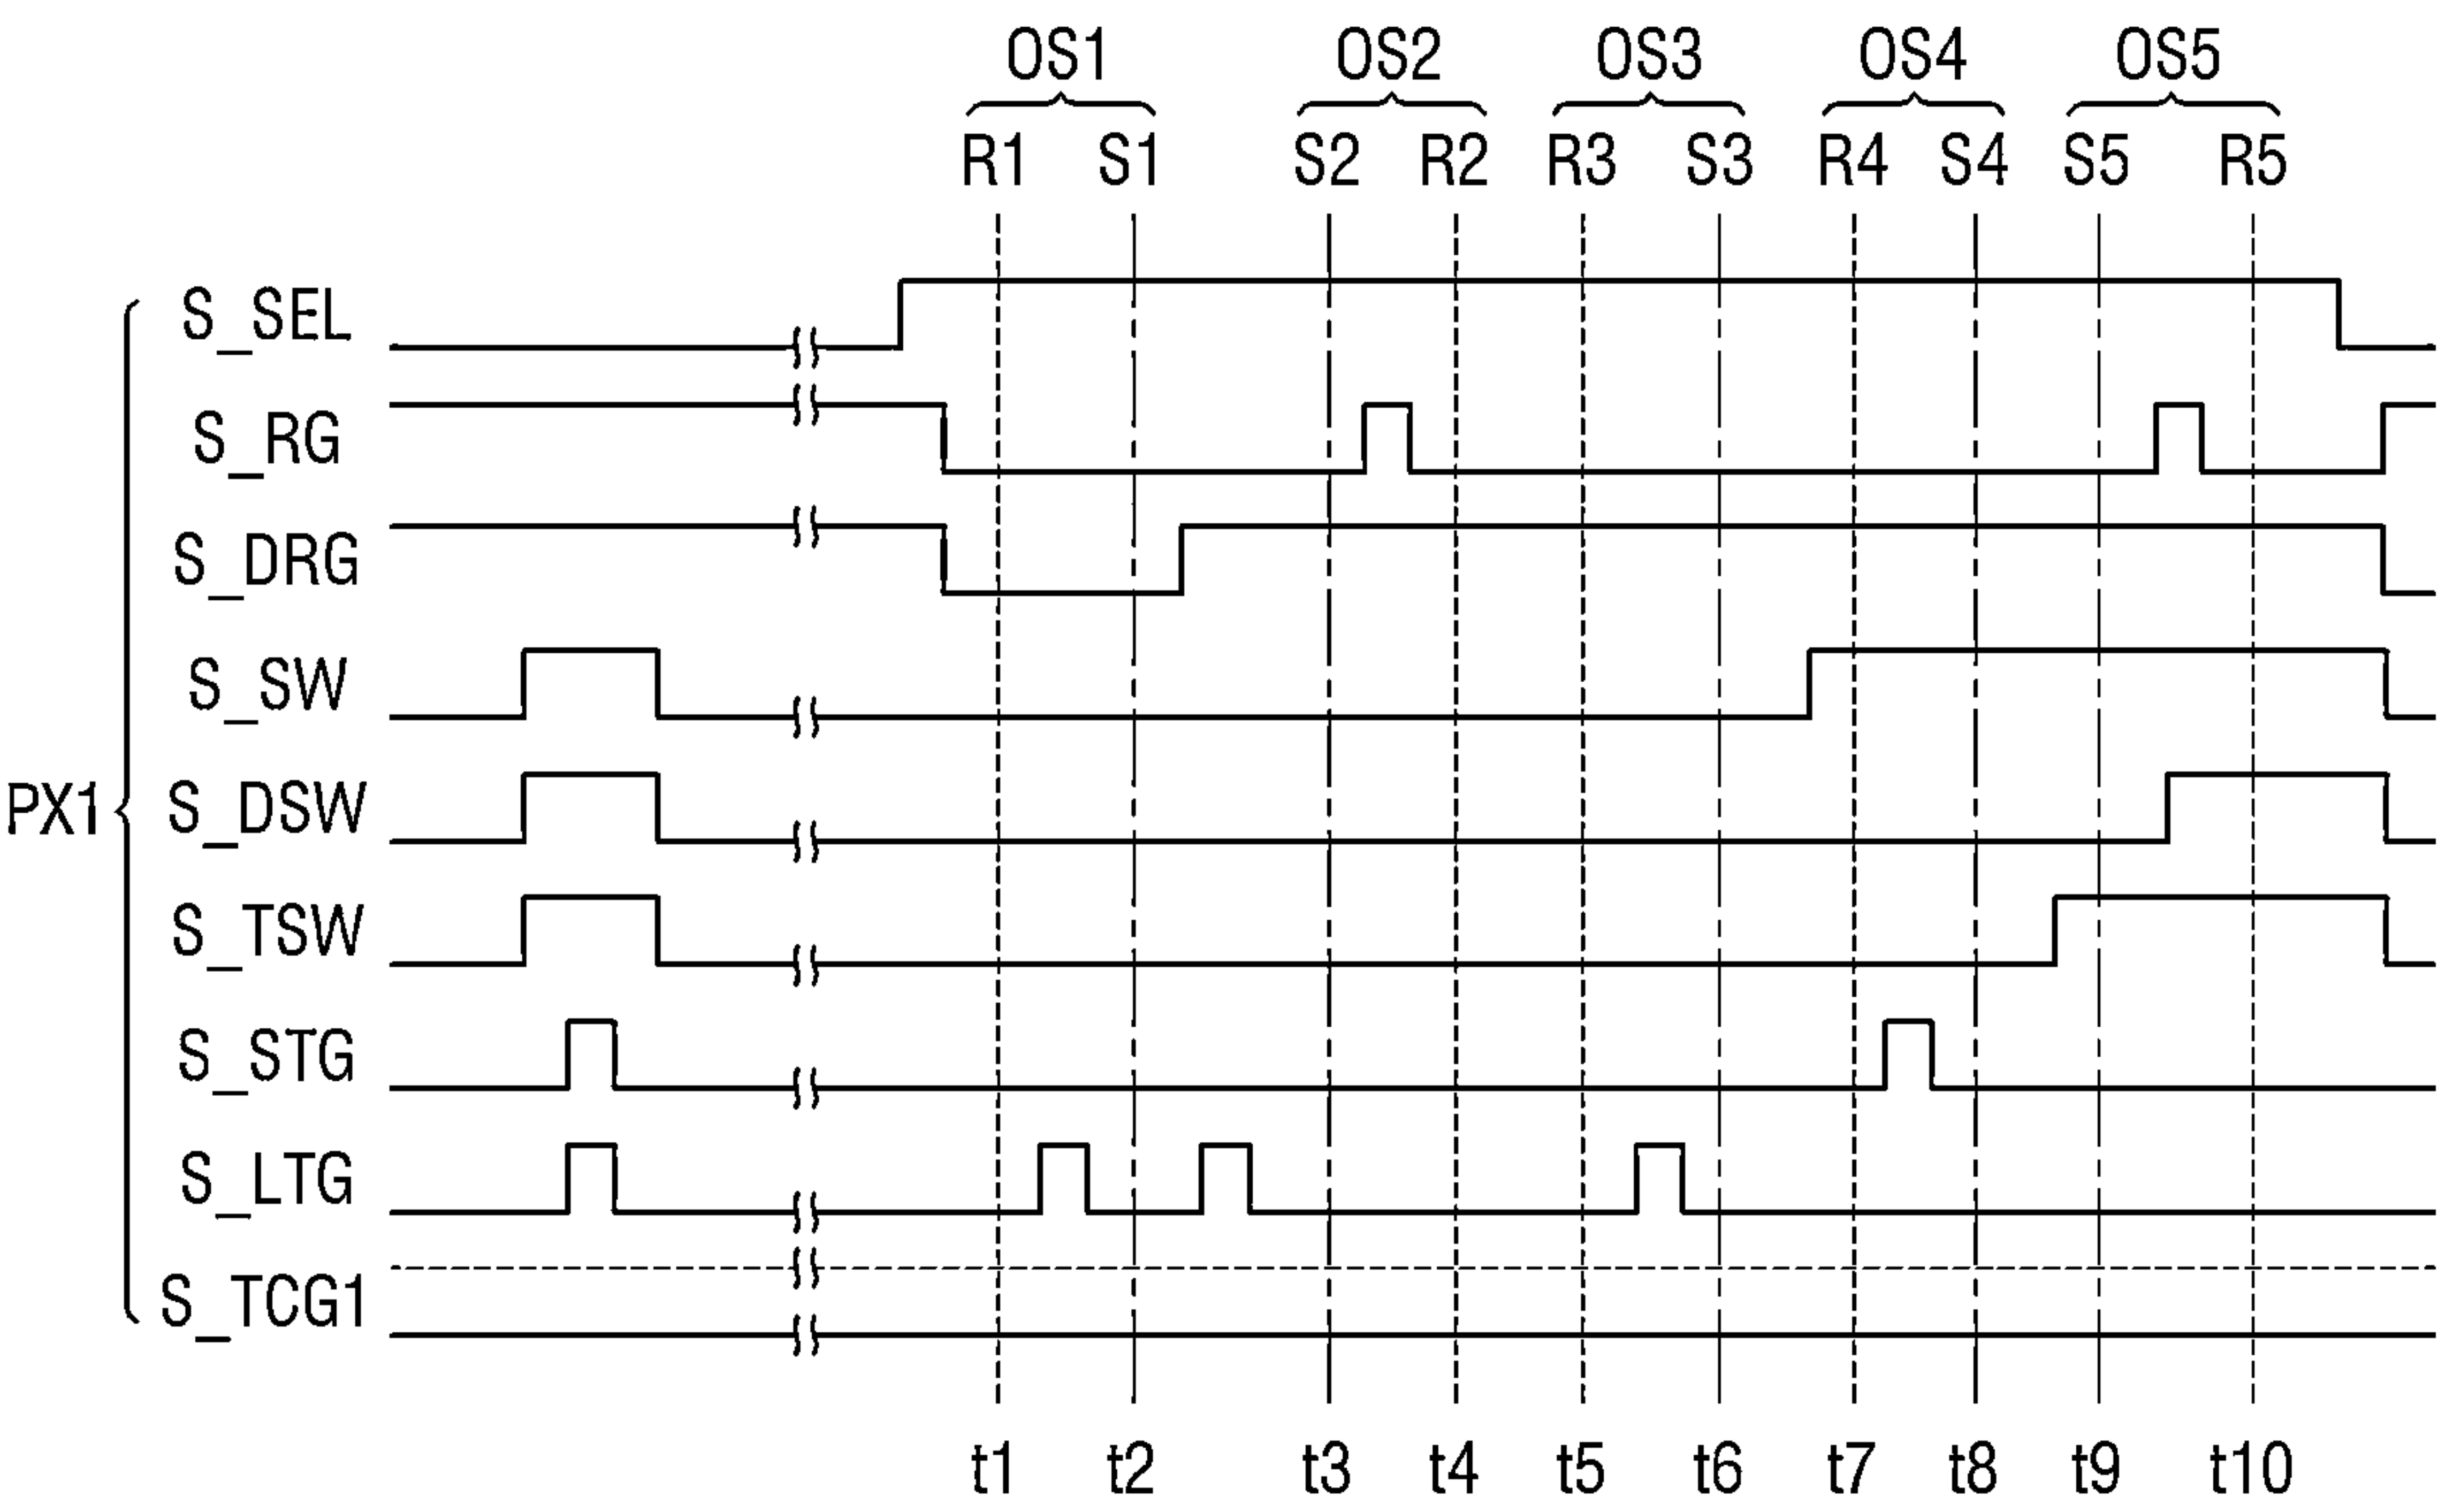 OS1 OS2 OS3 OS4 OS5
R1 S1 S2 R2 R3 S3 R4 S4 S5 R5
S_SEL
S_RG
S_DRG
S_SW
PX1
S_DSW
S_TSW
S_STG
S_LTG
S_TCG1
t1 t2 t3 t4 t5 t6 t7 t8 t9 t10